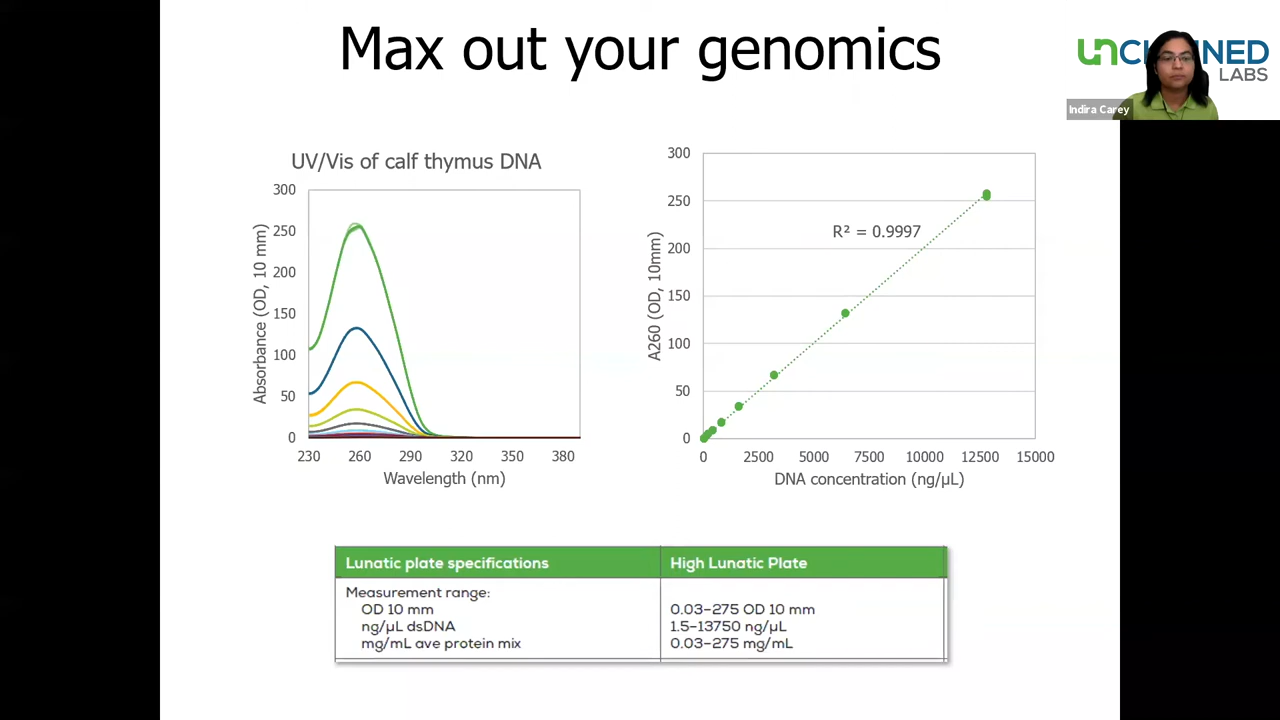 Max out your genomics
UNCHAINED
LABS
Indira Carey
UV/Vis of calf thymus DNA
300
250
200
150
100
50
0
Absorbance (OD, 10 mm)
230 260 290 320 350 380
Wavelength (nm)
300
250
200
150
100
50
0
A260 (OD, 10mm)
R² = 0.9997
0 2500 5000 7500 10000 12500 15000
DNA concentration (ng/µL)
Lunatic plate specifications High Lunatic Plate
Measurement range:
OD 10 mm 0.03–275 OD 10 mm
ng/µL dsDNA 1.5–13750 ng/µL
mg/mL ave protein mix 0.03–275 mg/mL